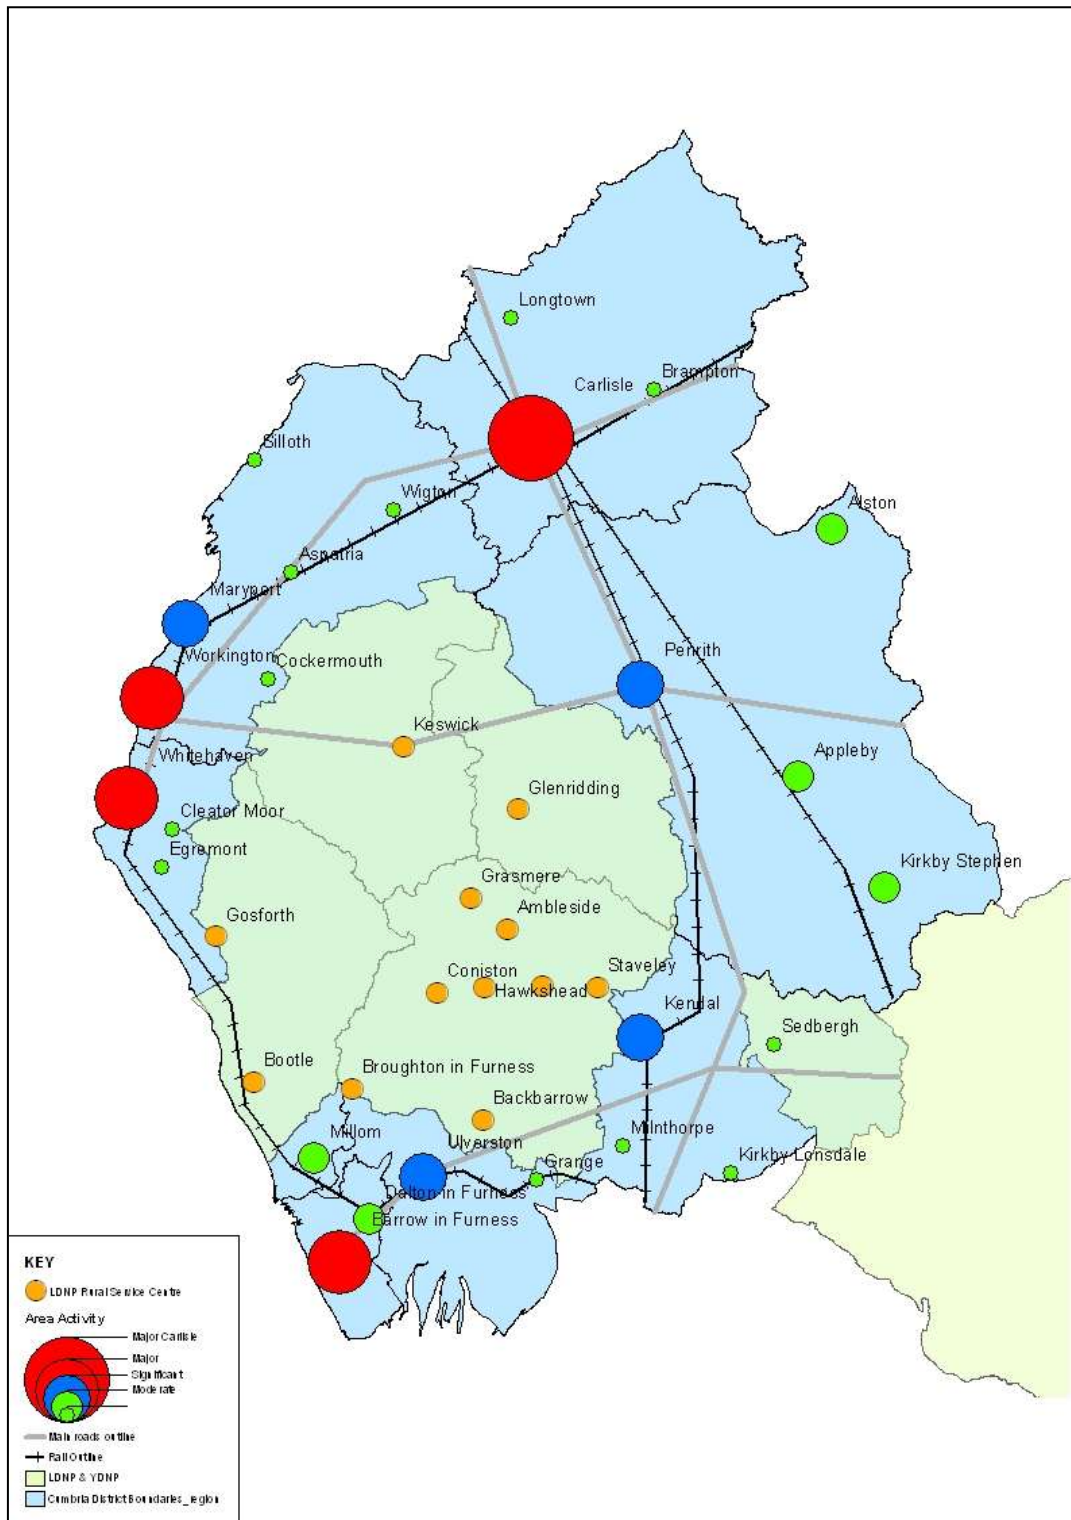 Longtown
Carlisle
Brampton
Silloth
Wigton
Alston
Aspatria
Maryport
Workington
Cockermouth
Penrith
Keswick
Whitehaven
Appleby
Glenridding
Cleator Moor
Egremont
Kirkby Stephen
Grasmere
Ambleside
Gosforth
Coniston
Staveley
Hawkshead
Kendal
Sedbergh
Bootle
Broughton in Furness
Backbarrow
Millom
Ulverston
Milnthorpe
Grange
Kirkby Lonsdale
Dalton in Furness
Barrow in Furness
KEY
LDNP Rural Service Centre
Area Activity
Major Carlisle
Major
Significant
Moderate
Main roads outline
Rail Outline
LDNP & YDNP
Cumbria District Boundaries_region